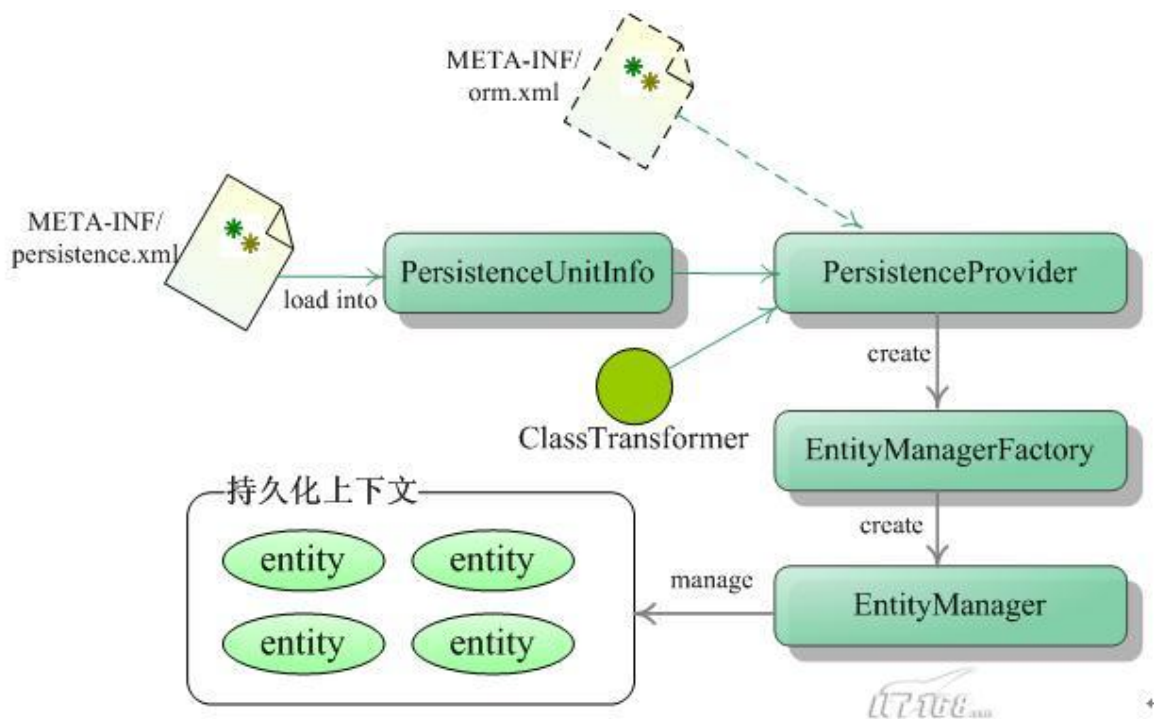 META-INF/
orm.xml
META-INF/
persistence.xml
load into
PersistenceUnitInfo
PersistenceProvider
create
ClassTransformer
EntityManagerFactory
持久化上下文
create
entity
entity
manage
EntityManager
entity
entity